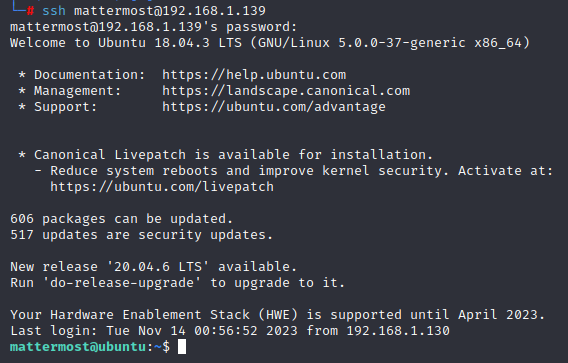 └─# ssh mattermost@192.168.1.139
mattermost@192.168.1.139's password:
Welcome to Ubuntu 18.04.3 LTS (GNU/Linux 5.0.0-37-generic x86_64)
* Documentation:  https://help.ubuntu.com
* Management:     https://landscape.canonical.com
* Support:        https://ubuntu.com/advantage
* Canonical Livepatch is available for installation.
- Reduce system reboots and improve kernel security. Activate at:
https://ubuntu.com/livepatch
606 packages can be updated.
517 updates are security updates.
New release '20.04.6 LTS' available.
Run 'do-release-upgrade' to upgrade to it.
Your Hardware Enablement Stack (HWE) is supported until April 2023.
Last login: Tue Nov 14 00:56:52 2023 from 192.168.1.130
mattermost@ubuntu:~$